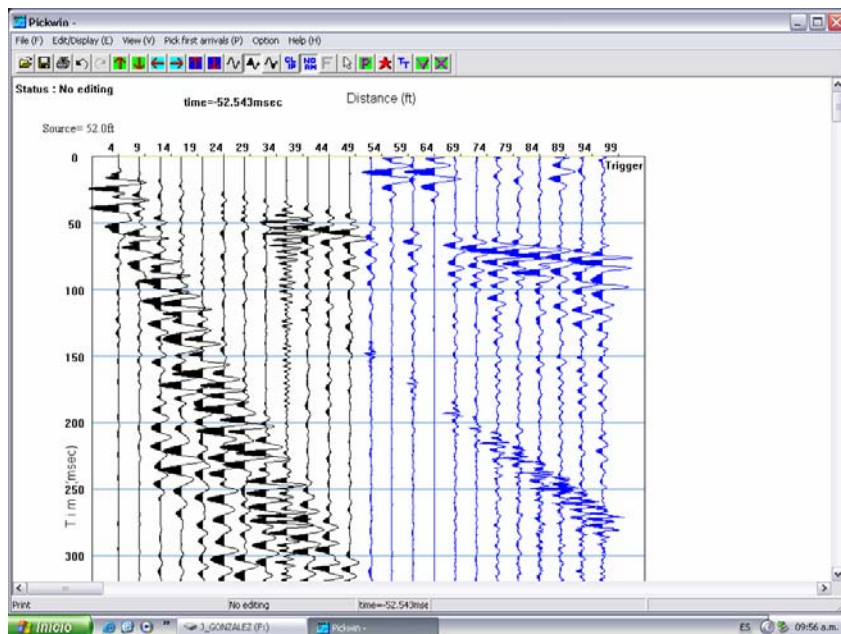 Pickwin -
File (F) Edit/Display (E) View (V) Pick first arrivals (P) Option Help (H)
Status : No editing
time=-52.543msec
Distance (ft)
Source= 52.0ft
4 9 14 19 24 29 34 39 44 49 54 59 64 69 74 79 84 89 94 99
Trigger
0
50
100
150
200
250
300
Time (msec)
Print No editing time=-52.543mse
Inicio J_GONZALEZ (F:) Pickwin - ES 09:56 a.m.